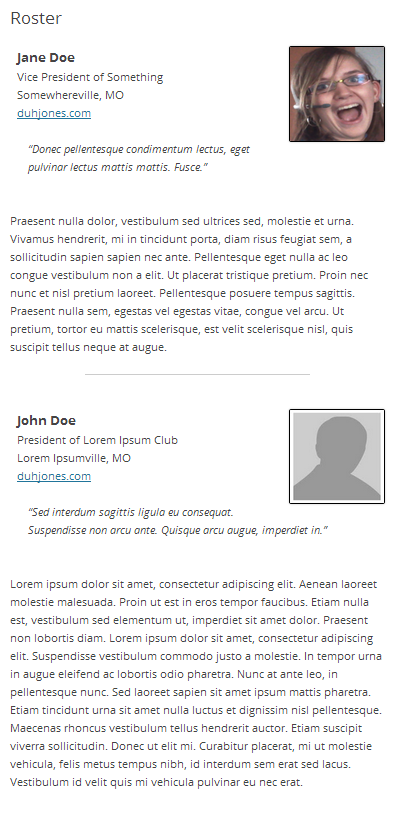 Roster
Jane Doe
Vice President of Something
Somewhereville, MO
duhjones.com
“Donec pellentesque condimentum lectus, eget
pulvinar lectus mattis mattis. Fusce.”
Praesent nulla dolor, vestibulum sed ultrices sed, molestie et urna.
Vivamus hendrerit, mi in tincidunt porta, diam risus feugiat sem, a
sollicitudin sapien sapien nec ante. Pellentesque eget nulla ac leo
congue vestibulum non a elit. Ut placerat tristique pretium. Proin nec
nunc et nisl pretium laoreet. Pellentesque posuere tempus sagittis.
Praesent nulla sem, egestas vel egestas vitae, congue vel arcu. Ut
pretium, tortor eu mattis scelerisque, est velit scelerisque nisl, quis
suscipit tellus neque at augue.
John Doe
President of Lorem Ipsum Club
Lorem Ipsumville, MO
duhjones.com
“Sed interdum sagittis ligula eu consequat.
Suspendisse non arcu ante. Quisque arcu augue, imperdiet in.”
Lorem ipsum dolor sit amet, consectetur adipiscing elit. Aenean laoreet
molestie malesuada. Proin ut est in eros tempor faucibus. Etiam nulla
est, vestibulum sed elementum ut, imperdiet sit amet dolor. Praesent
non lobortis diam. Lorem ipsum dolor sit amet, consectetur adipiscing
elit. Suspendisse vestibulum commodo justo a molestie. In tempor urna
in augue eleifend ac lobortis odio pharetra. Nunc at ante leo, in
pellentesque nunc. Sed laoreet sapien sit amet ipsum mattis pharetra.
Etiam tincidunt urna sit amet nulla luctus et dignissim nisl pellentesque.
Maecenas rhoncus vestibulum tellus hendrerit auctor. Etiam suscipit
viverra sollicitudin. Donec ut elit mi. Curabitur placerat, mi ut molestie
vehicula, felis metus tempus nibh, id interdum sem erat sed lacus.
Vestibulum id velit quis mi vehicula pulvinar eu nec erat.